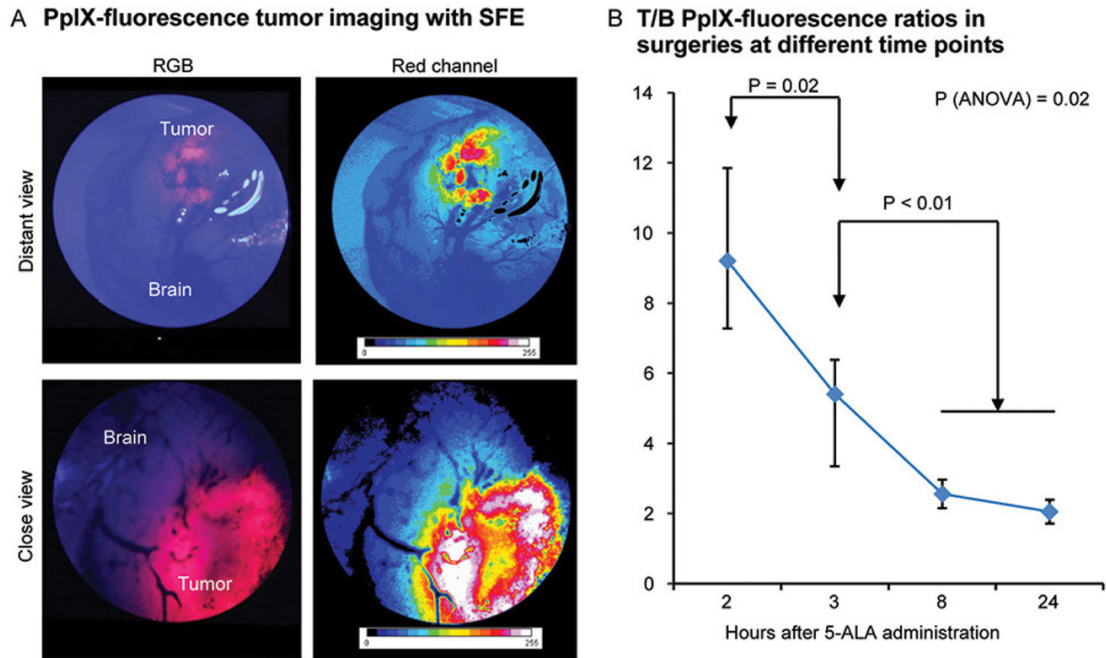 A PpIX-fluorescence tumor imaging with SFE
RGB
Red channel
Distant view
Tumor
Brain
0
255
Close view
Brain
Tumor
0
255
B T/B PpIX-fluorescence ratios in
surgeries at different time points
P = 0.02
P (ANOVA) = 0.02
P < 0.01
14
12
10
8
6
4
2
0
2 3 8 24
Hours after 5-ALA administration